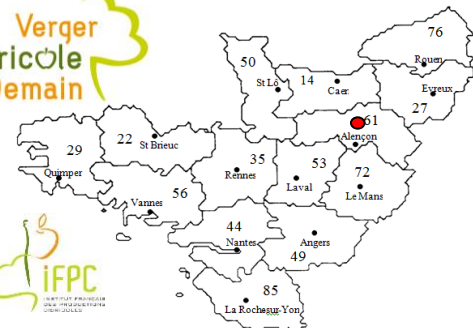 Verger
ricole
Demain
76
Rouen
50
St Lô
14
Caer
Evreux
27
61
Alençon
29
Quimper
22
St Brieuc
35
Rennes
53
Laval
72
Le Mans
56
Vannes
44
Nantes
Angers
49
85
La Rochesur-Yon
iFPC
INSTITUT FRANÇAIS
DES PRODUCTIONS
CIDRICOLES